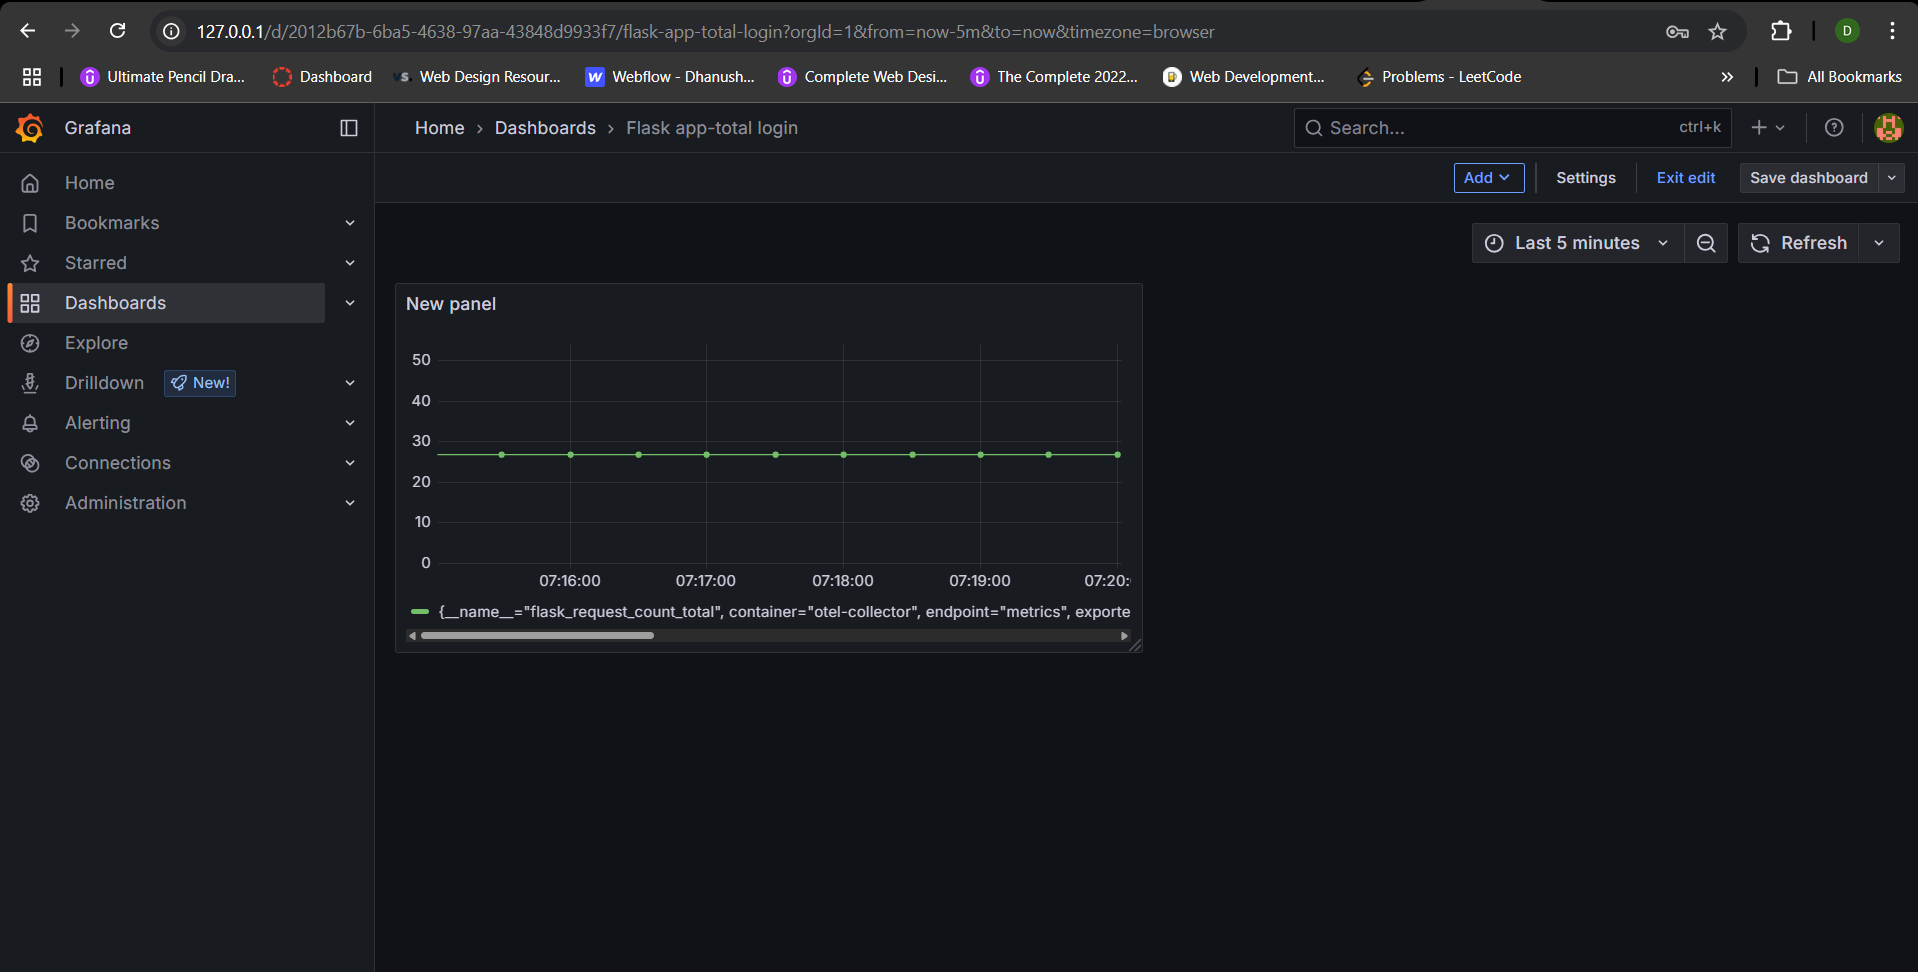 127.0.0.1/d/2012b67b-6ba5-4638-97aa-43848d9933f7/flask-app-total-login?orgId=1&from=now-5m&to=now&timezone=browser
D
Ultimate Pencil Dra...
Dashboard
Web Design Resour...
Webflow - Dhanush...
Complete Web Desi...
The Complete 2022...
Web Development...
Problems - LeetCode
All Bookmarks
Grafana
Home › Dashboards › Flask app-total login
Search...
ctrl+k
Home
Bookmarks
Starred
Dashboards
Explore
Drilldown
New!
Alerting
Connections
Administration
Add
Settings
Exit edit
Save dashboard
Last 5 minutes
Refresh
New panel
50
40
30
20
10
0
07:16:00
07:17:00
07:18:00
07:19:00
07:20:
{__name__="flask_request_count_total", container="otel-collector", endpoint="metrics", exporte